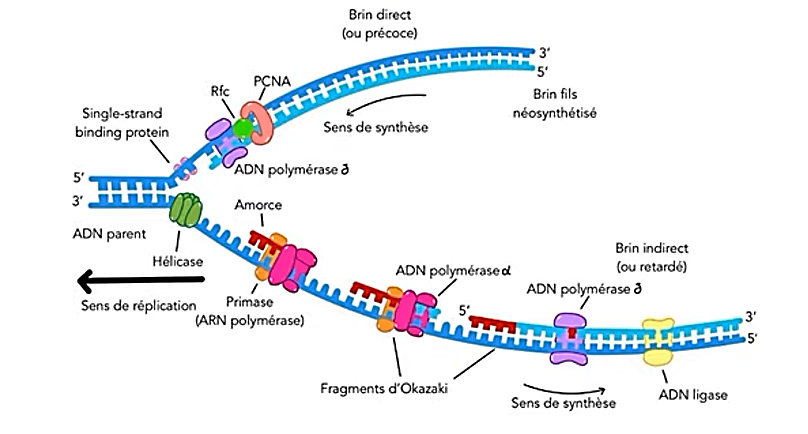 Brin direct
(ou précoce)
3'
5'
Brin fils
néosynthétisé
PCNA
Rfc
Sens de synthèse
Single-strand
binding protein
ADN polymérase ծ
5'
3'
ADN parent
Hélicase
Sens de réplication
Amorce
Primase
(ARN polymérase)
ADN polymérase α
Brin indirect
(ou retardé)
ADN polymérase ծ
5'
3'
5'
Fragments d'Okazaki
Sens de synthèse
ADN ligase